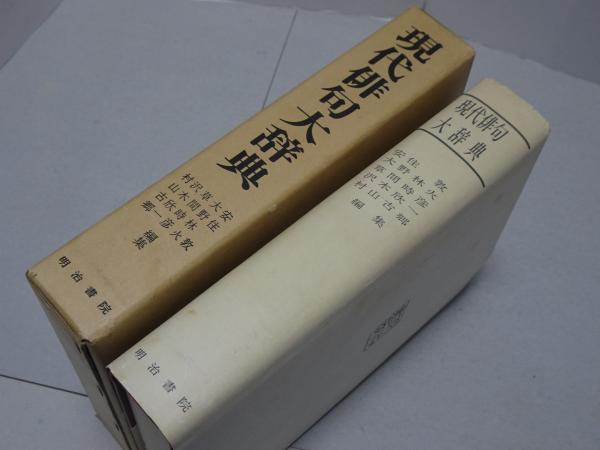 現代俳句大辞典
安住敦
大野林火
草間時彦
沢木欣一
村山古郷
編集
明治書院
現代俳句
大辞典
安住敦
大野林火
草間時彦
沢木欣一
村山古郷
編集
明治書院